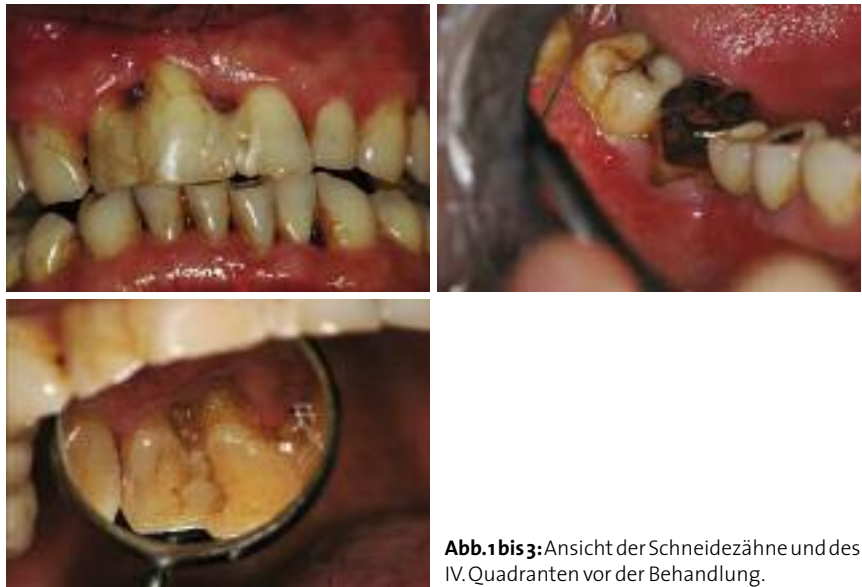 Abb. 1 bis 3: Ansicht der Schneidezähne und des
IV. Quadranten vor der Behandlung.